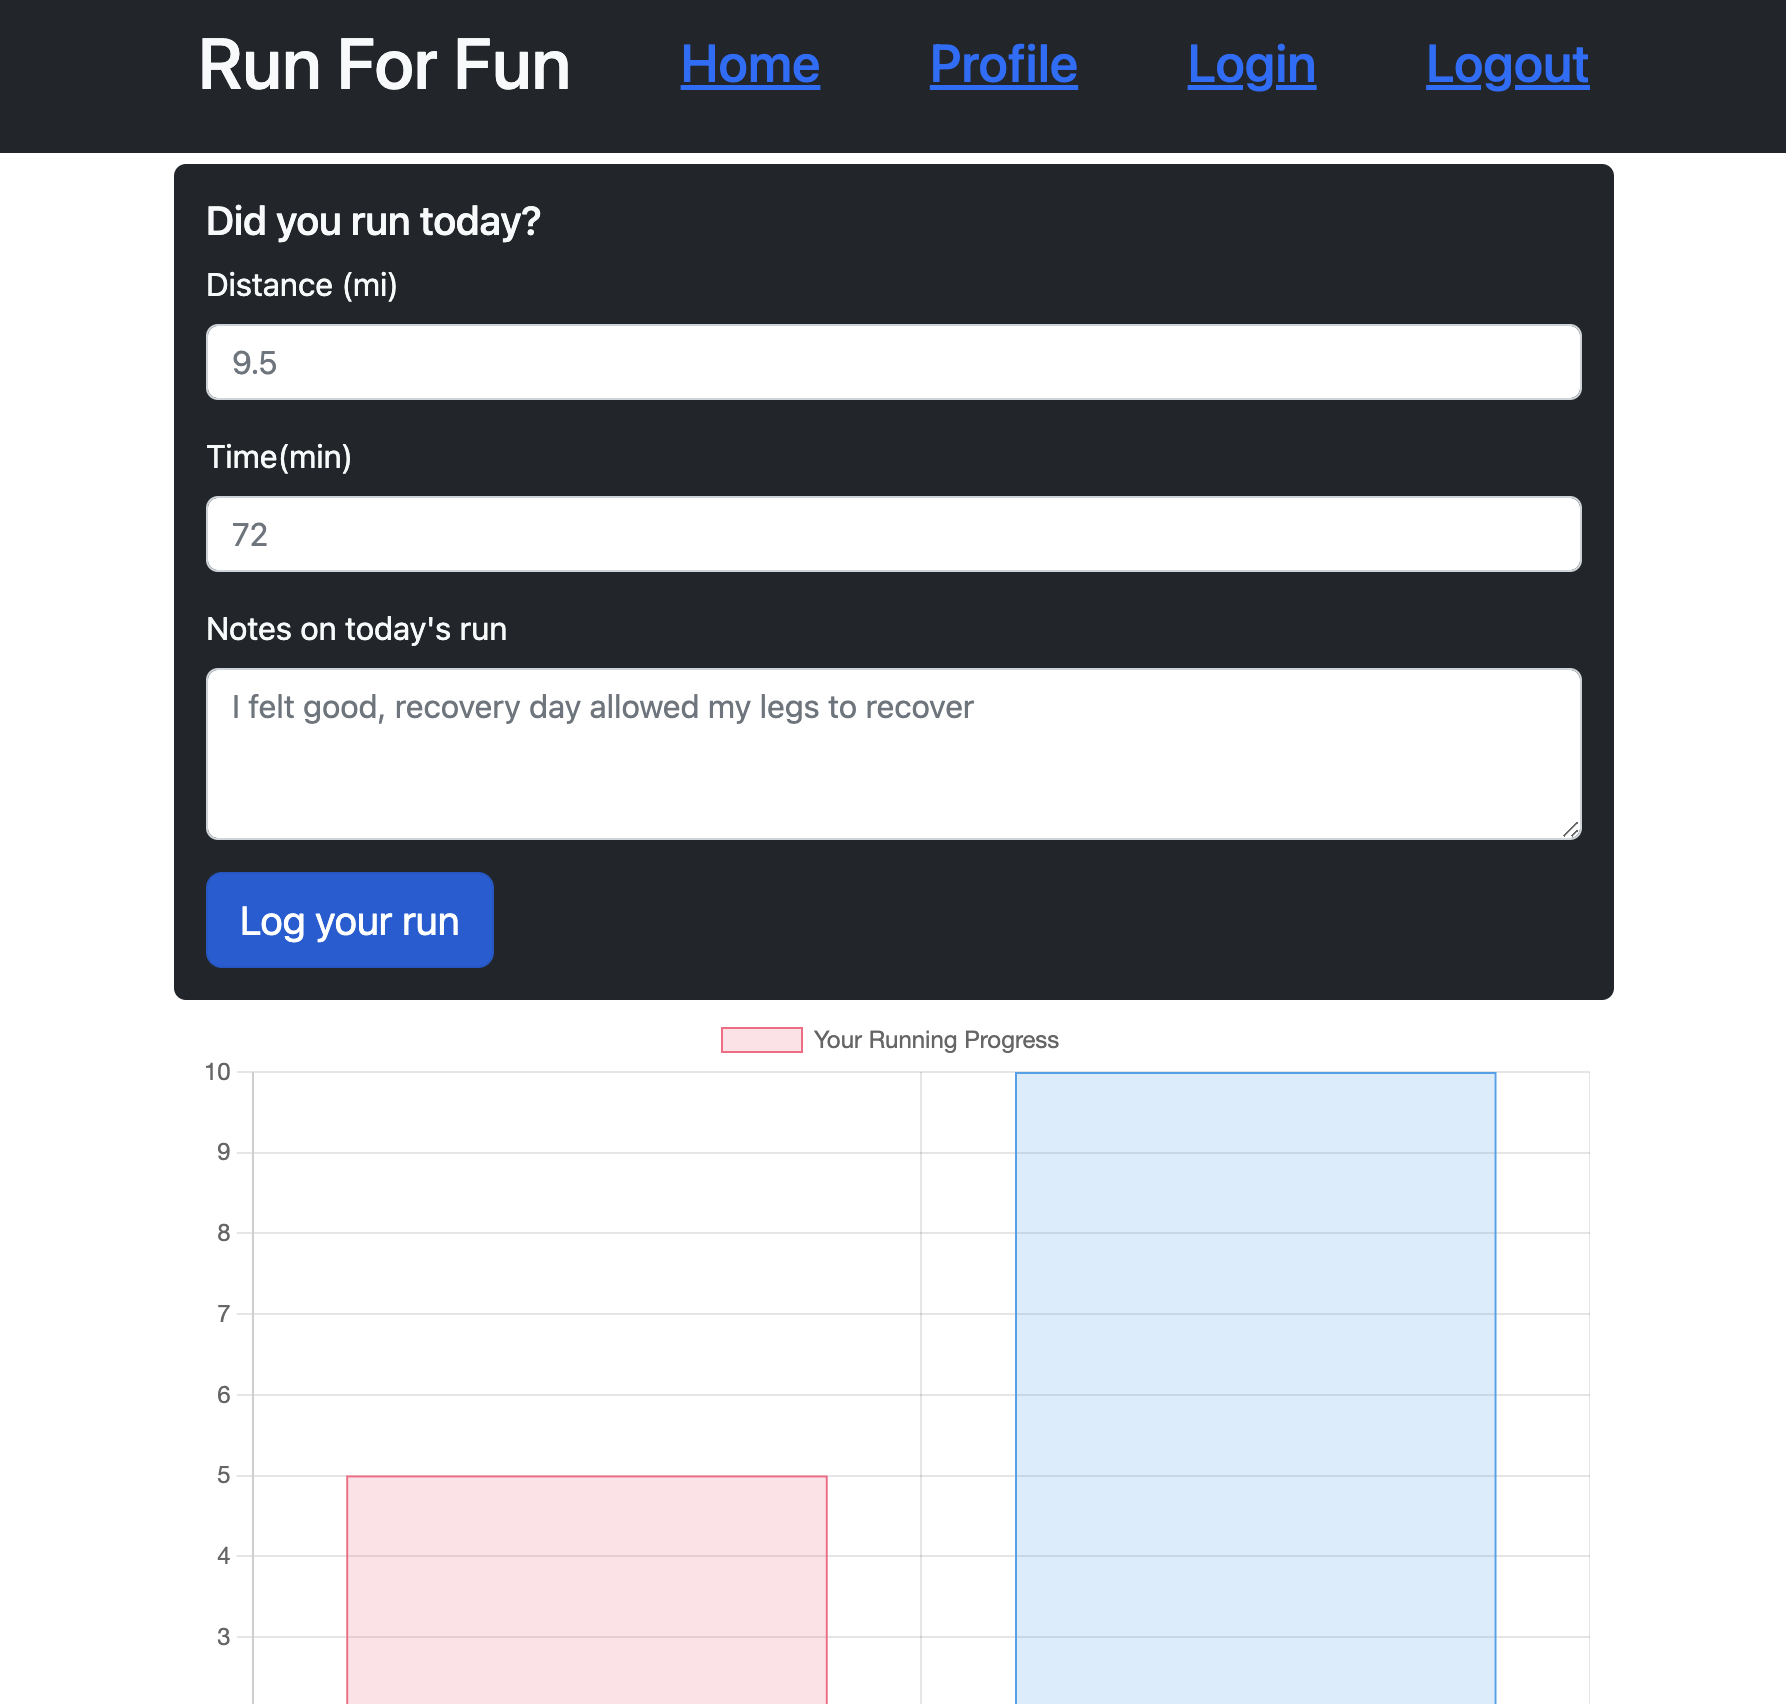 Run For Fun Home Profile Login Logout
Did you run today?
Distance (mi)
9.5
Time(min)
72
Notes on today's run
I felt good, recovery day allowed my legs to recover
Log your run
Your Running Progress
10
9
8
7
6
5
4
3